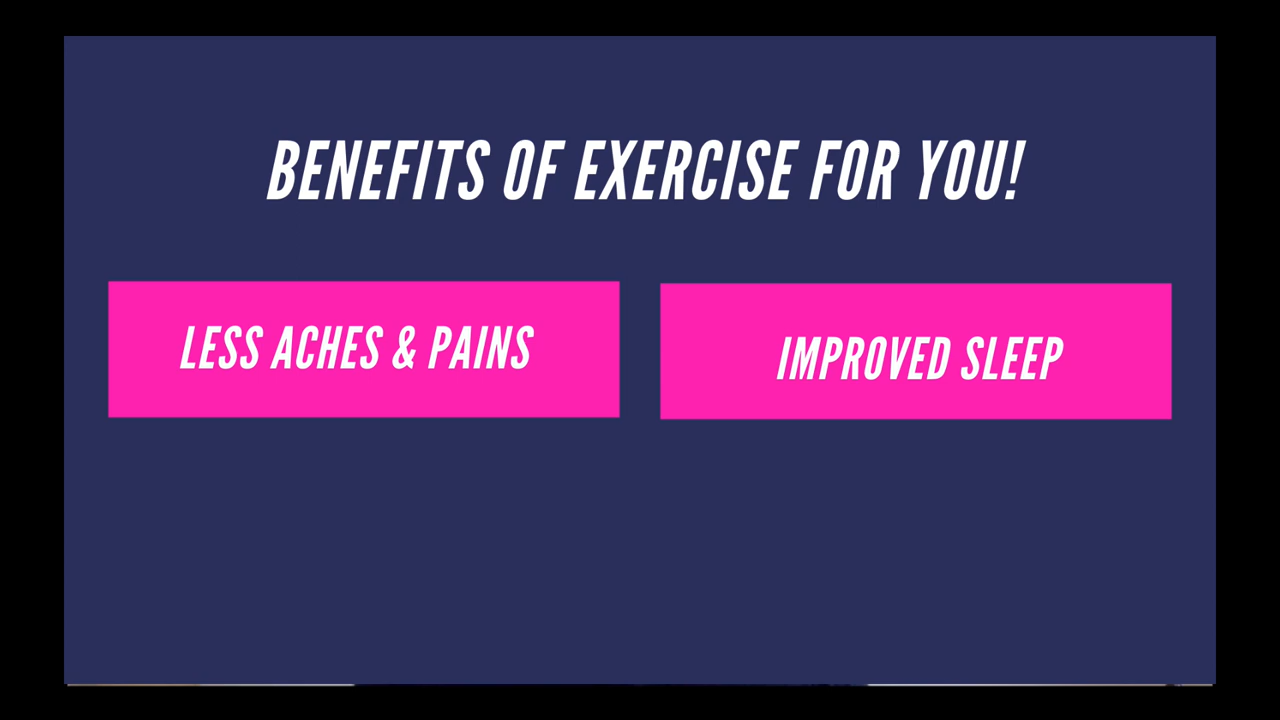 BENEFITS OF EXERCISE FOR YOU!
LESS ACHES & PAINS
IMPROVED SLEEP